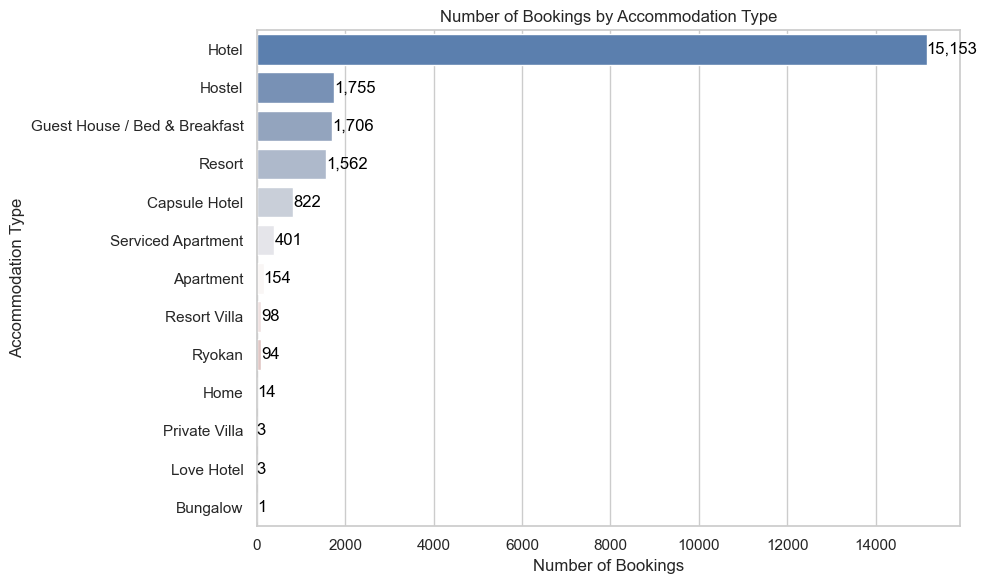 Number of Bookings by Accommodation Type
Accommodation Type
Hotel 15,153
Hostel 1,755
Guest House / Bed & Breakfast 1,706
Resort 1,562
Capsule Hotel 822
Serviced Apartment 401
Apartment 154
Resort Villa 98
Ryokan 94
Home 14
Private Villa 3
Love Hotel 3
Bungalow 1
0 2000 4000 6000 8000 10000 12000 14000
Number of Bookings